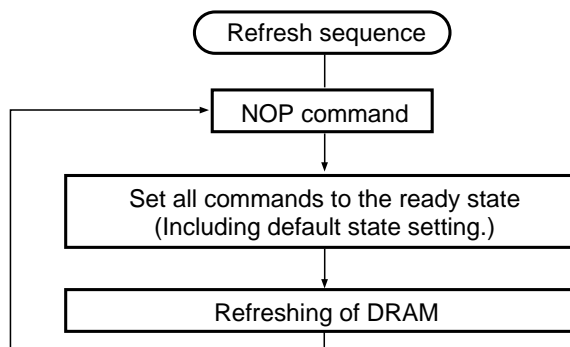 Refresh sequence
NOP command
Set all commands to the ready state
(Including default state setting.)
Refreshing of DRAM